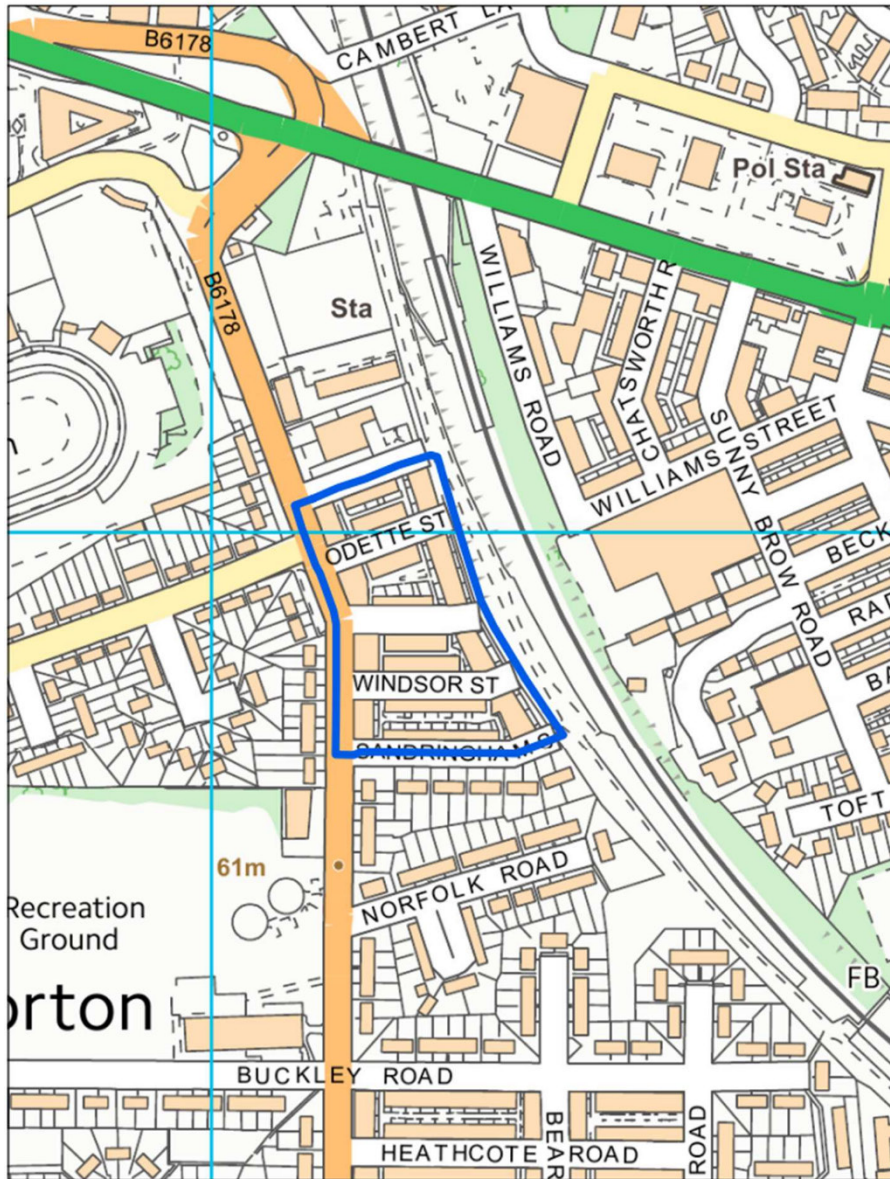 B6178
CAMBERT
Pol Sta
B6178
Sta
WILLIAMS ROAD
CHATSWORTH R
SUNNY BROW ROAD
WILLIAMS STREET
ODETTE ST
BECK
WINDSOR ST
SANDRINGHAM S
TOFT
61m
NORFOLK ROAD
Recreation
Ground
FB
orton
BUCKLEY ROAD
HEATHCOTE ROAD
BEAR
ROAD